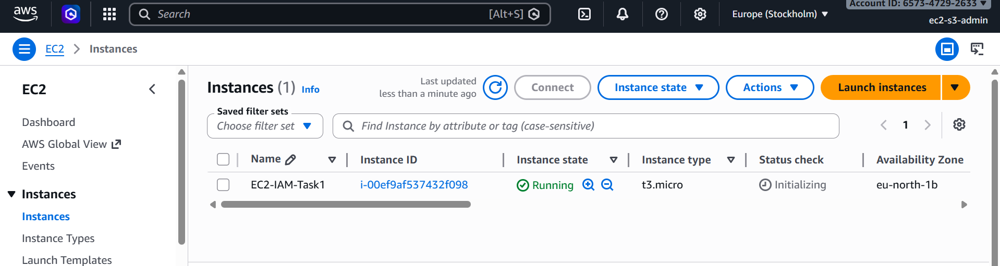 aws
Search [Alt+S]
Europe (Stockholm)
Account ID: 6573-4729-2633
ec2-s3-admin
EC2 Instances
EC2
Dashboard
AWS Global View
Events
Instances
Instances
Instance Types
Launch Templates
Instances (1) Info
Last updated
less than a minute ago
Connect Instance state Actions Launch instances
Saved filter sets
Choose filter set
Find Instance by attribute or tag (case-sensitive)
1
Name Instance ID Instance state Instance type Status check Availability Zone
EC2-IAM-Task1 i-00ef9af537432f098 Running t3.micro Initializing eu-north-1b